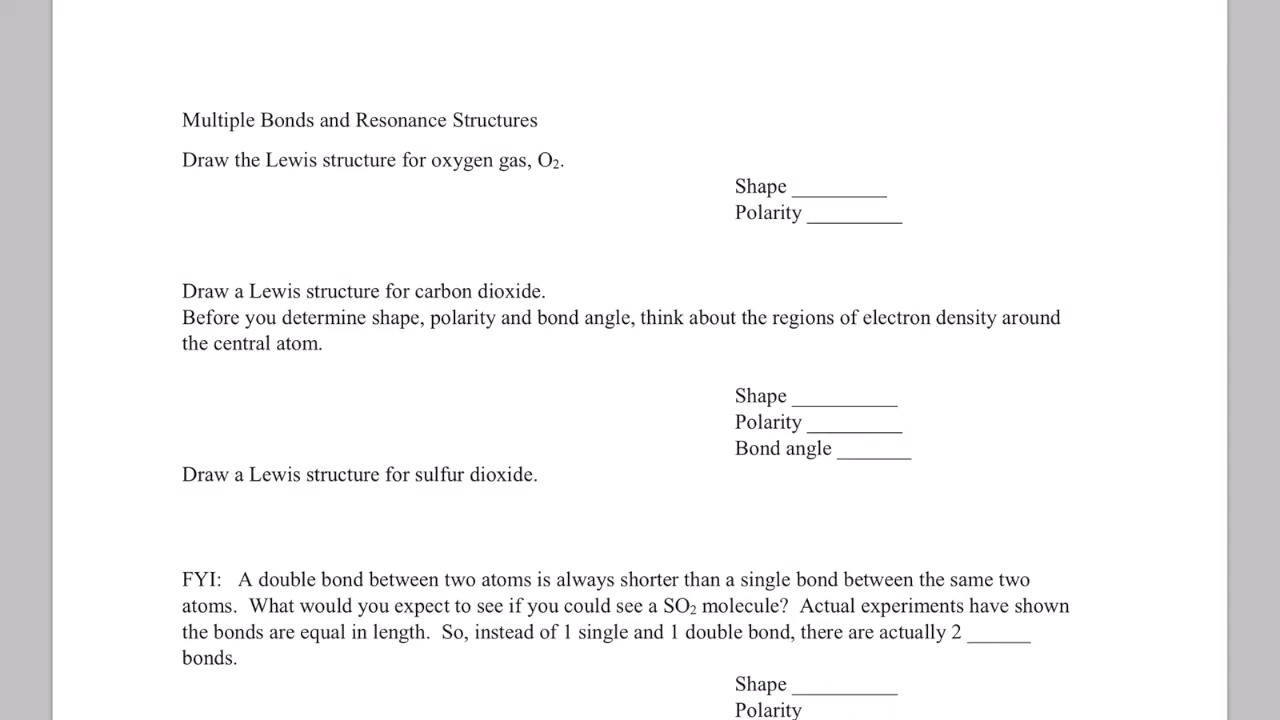 Multiple Bonds and Resonance Structures
Draw the Lewis structure for oxygen gas, O₂.
Shape _________
Polarity _________
Draw a Lewis structure for carbon dioxide.
Before you determine shape, polarity and bond angle, think about the regions of electron density around
the central atom.
Shape __________
Polarity _________
Bond angle _______
Draw a Lewis structure for sulfur dioxide.
FYI: A double bond between two atoms is always shorter than a single bond between the same two
atoms. What would you expect to see if you could see a SO₂ molecule? Actual experiments have shown
the bonds are equal in length. So, instead of 1 single and 1 double bond, there are actually 2 ______
bonds.
Shape __________
Polarity